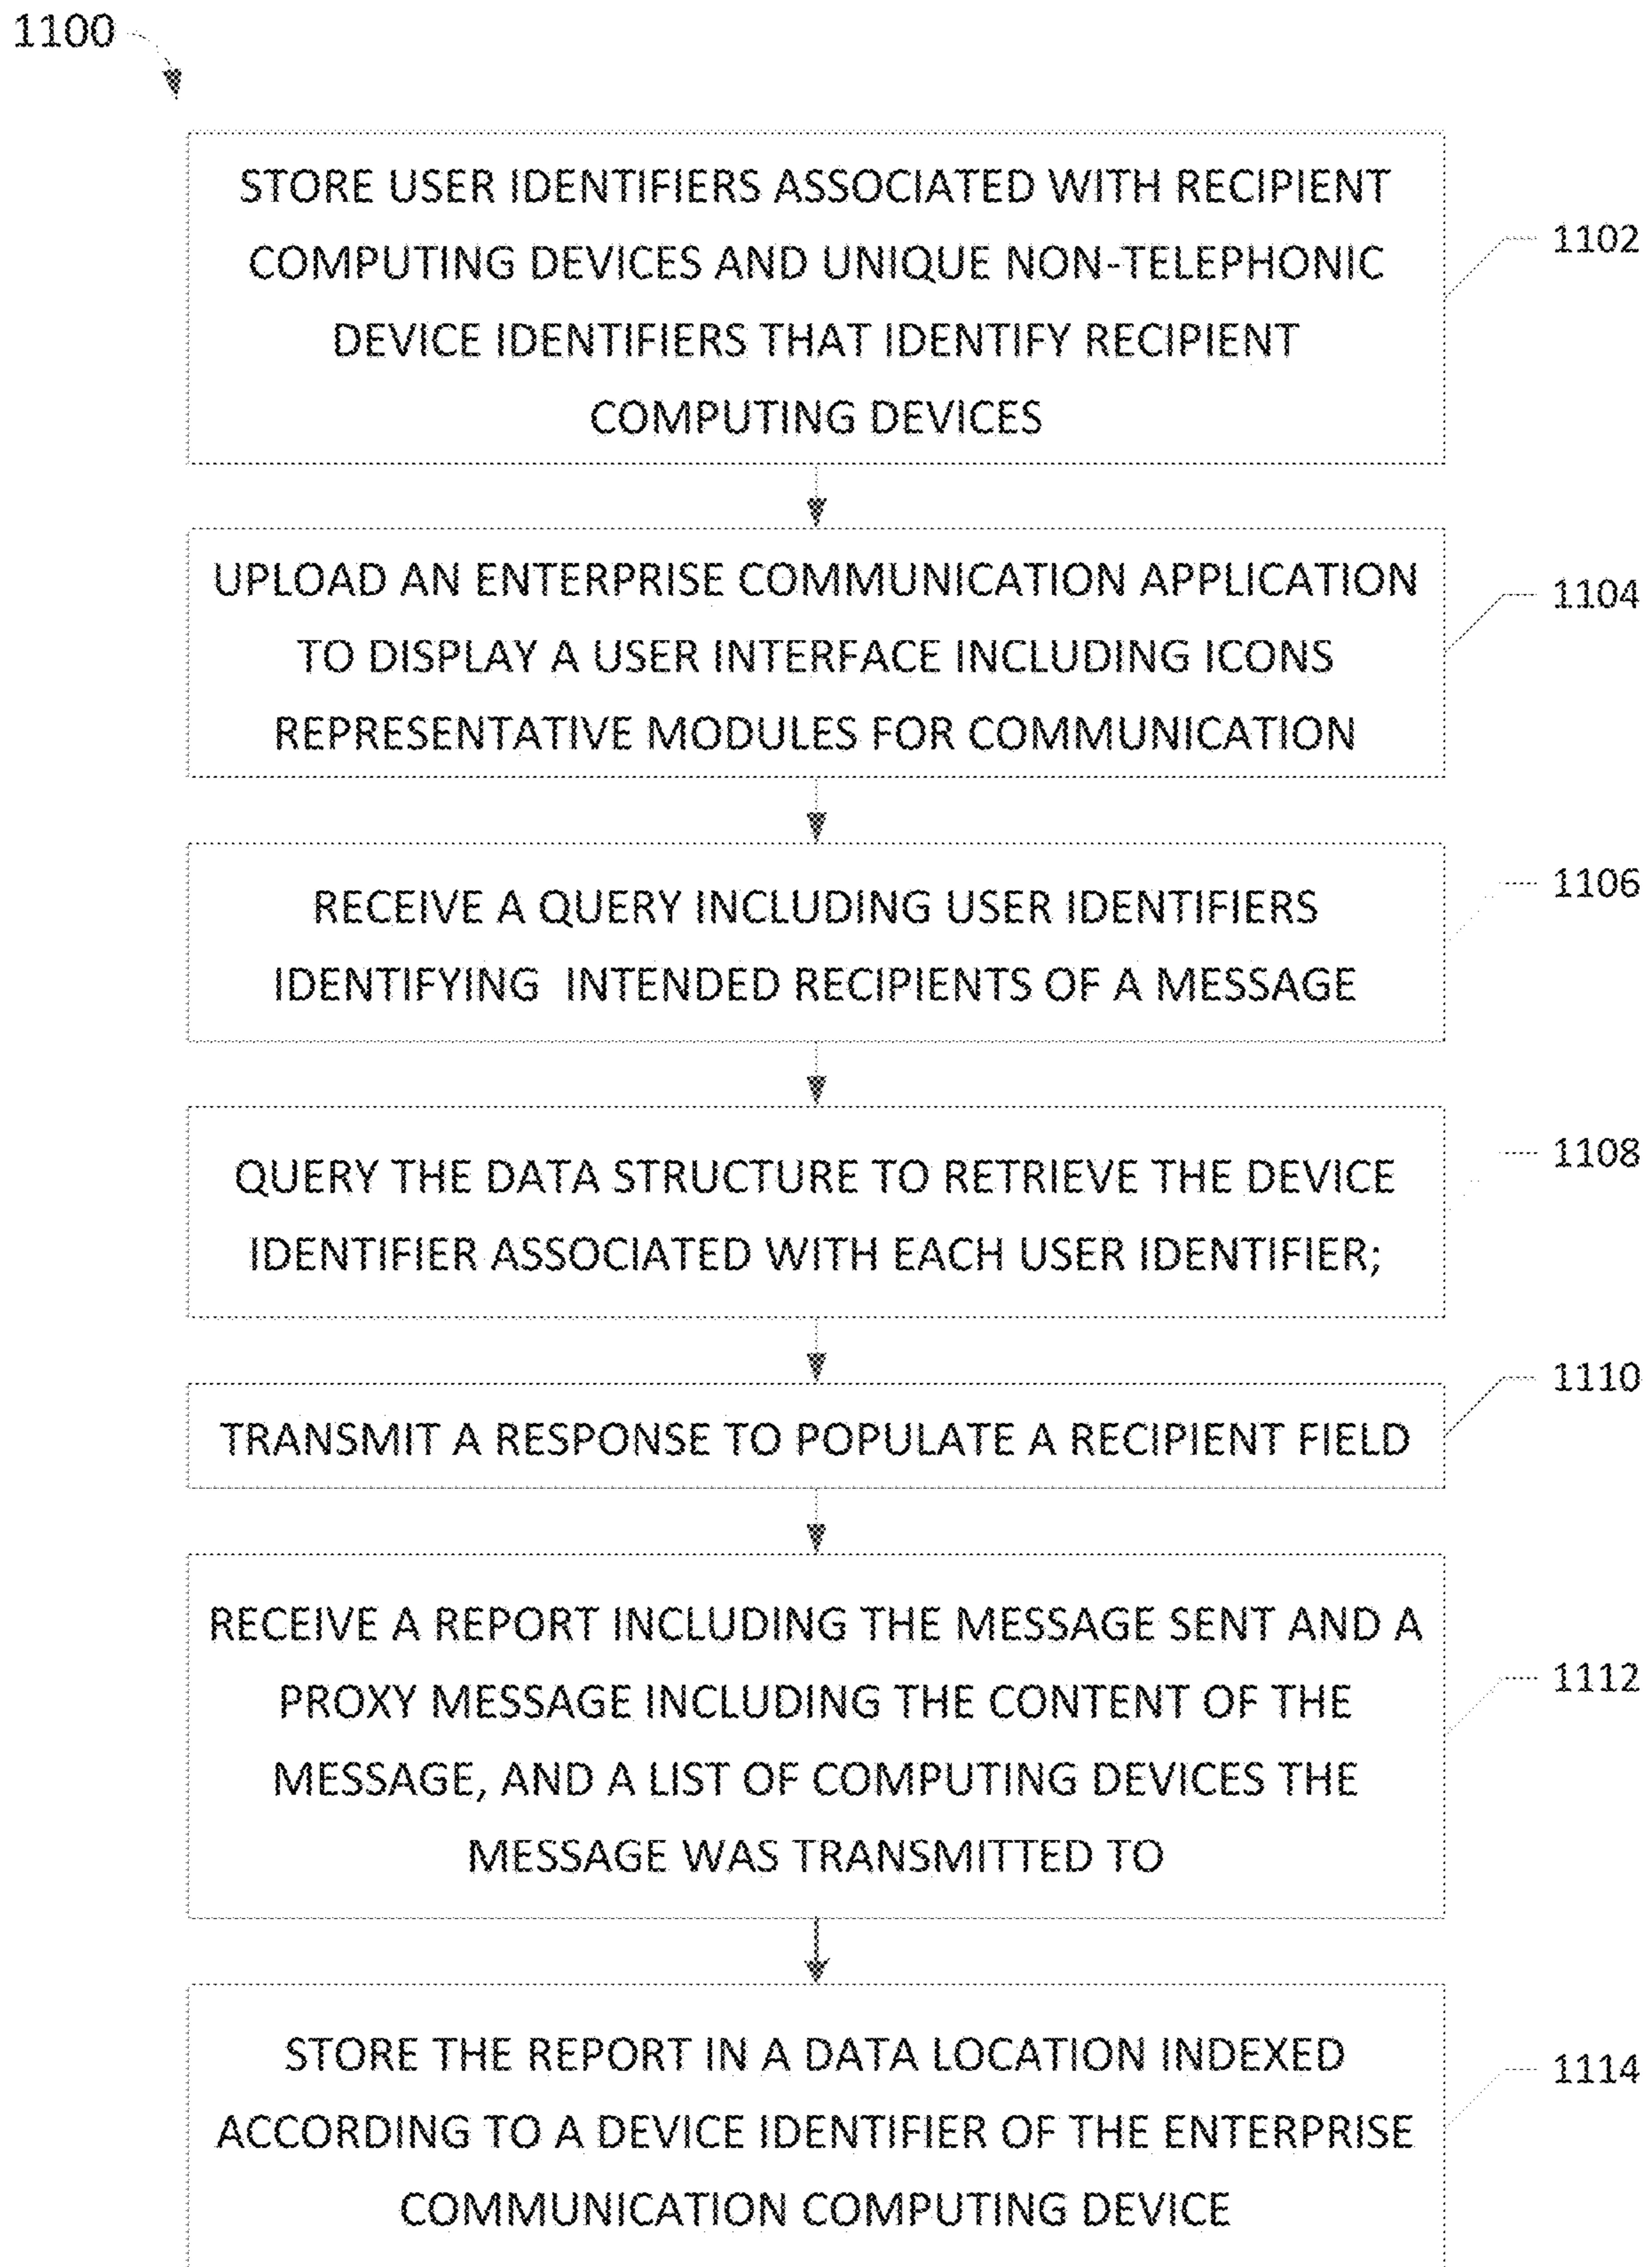 1100
STORE USER IDENTIFIERS ASSOCIATED WITH RECIPIENT
COMPUTING DEVICES AND UNIQUE NON-TELEPHONIC
DEVICE IDENTIFIERS THAT IDENTIFY RECIPIENT
COMPUTING DEVICES
1102
UPLOAD AN ENTERPRISE COMMUNICATION APPLICATION
TO DISPLAY A USER INTERFACE INCLUDING ICONS
REPRESENTATIVE MODULES FOR COMMUNICATION
1104
RECEIVE A QUERY INCLUDING USER IDENTIFIERS
IDENTIFYING INTENDED RECIPIENTS OF A MESSAGE
1106
QUERY THE DATA STRUCTURE TO RETRIEVE THE DEVICE
IDENTIFIER ASSOCIATED WITH EACH USER IDENTIFIER;
1108
TRANSMIT A RESPONSE TO POPULATE A RECIPIENT FIELD
1110
RECEIVE A REPORT INCLUDING THE MESSAGE SENT AND A
PROXY MESSAGE INCLUDING THE CONTENT OF THE
MESSAGE, AND A LIST OF COMPUTING DEVICES THE
MESSAGE WAS TRANSMITTED TO
1112
STORE THE REPORT IN A DATA LOCATION INDEXED
ACCORDING TO A DEVICE IDENTIFIER OF THE ENTERPRISE
COMMUNICATION COMPUTING DEVICE
1114